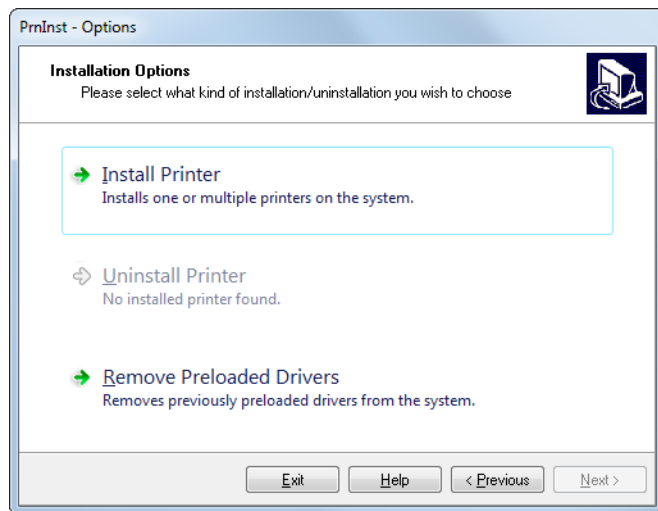 PrnInst - Options
Installation Options
Please select what kind of installation/uninstallation you wish to choose
Install Printer
Installs one or multiple printers on the system.
Uninstall Printer
No installed printer found.
Remove Preloaded Drivers
Removes previously preloaded drivers from the system.
Exit Help < Previous Next >